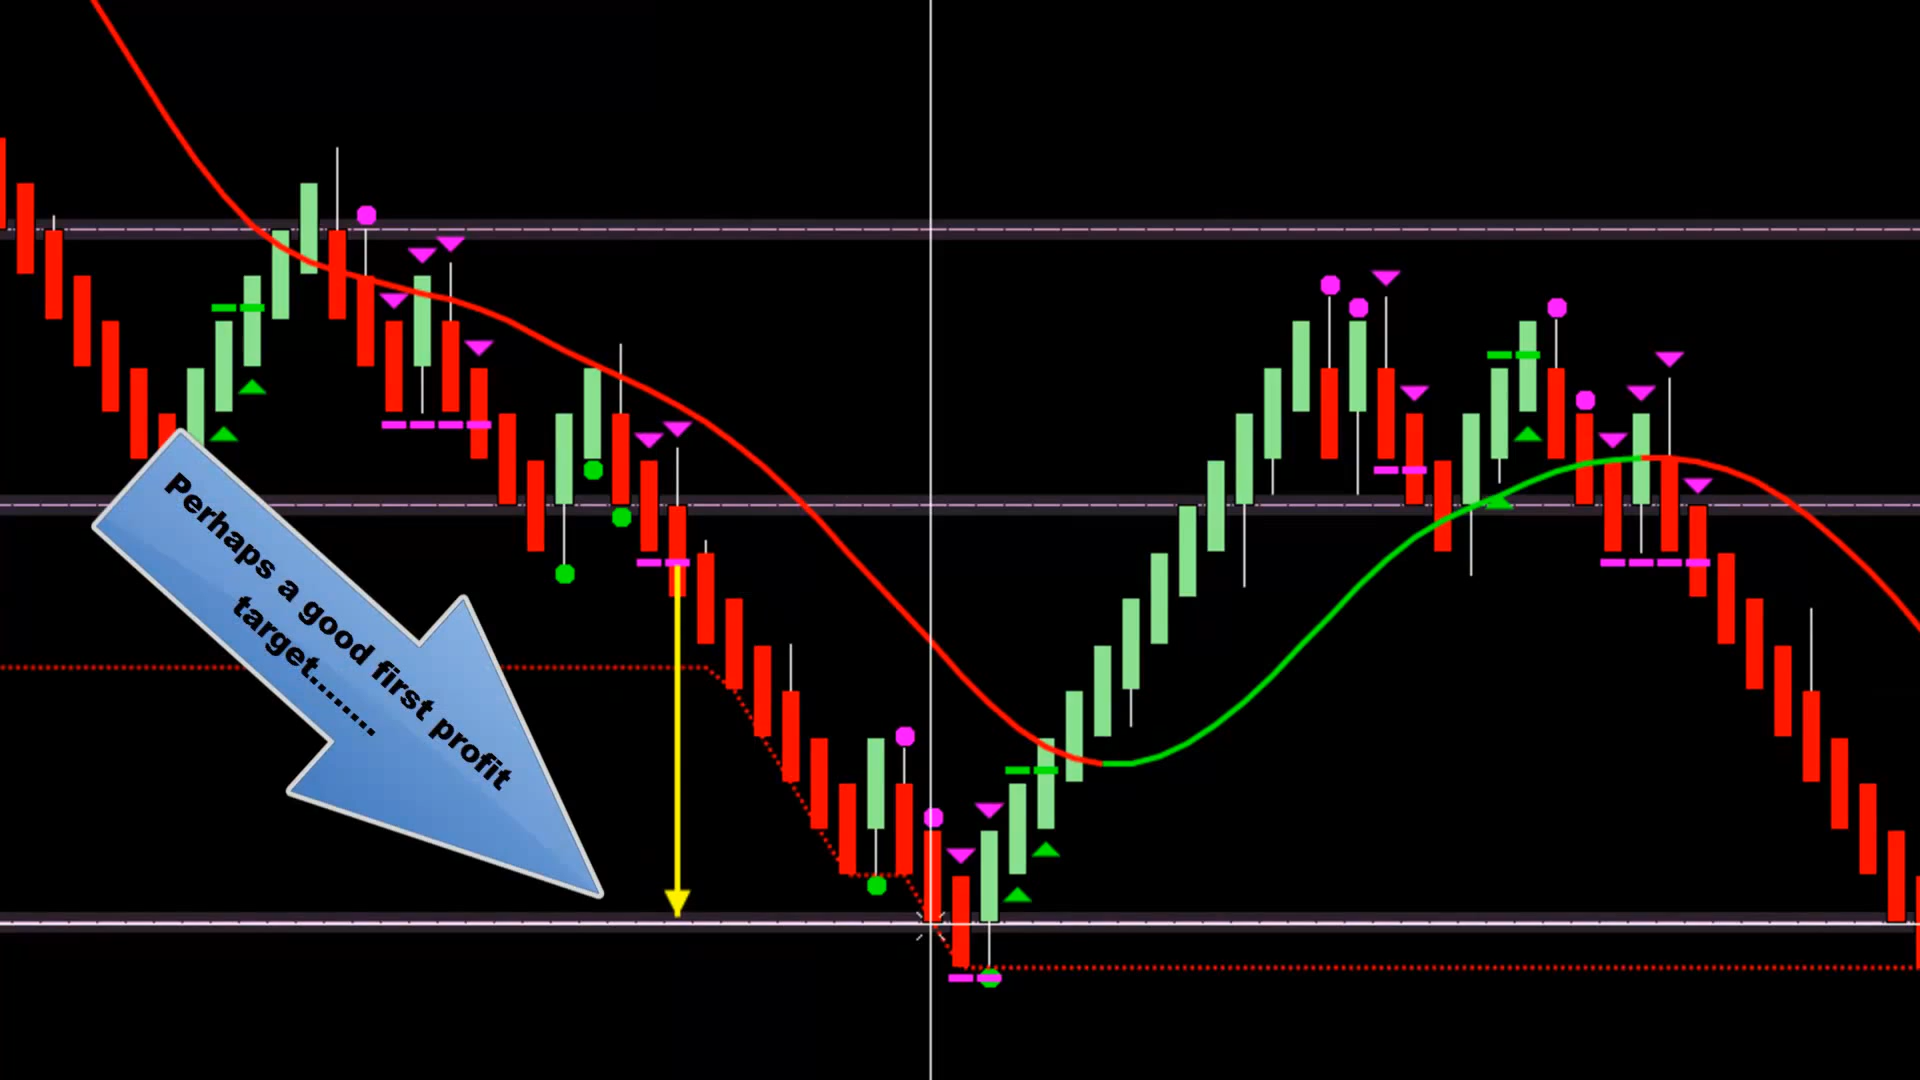 Perhaps a good first profit
target........